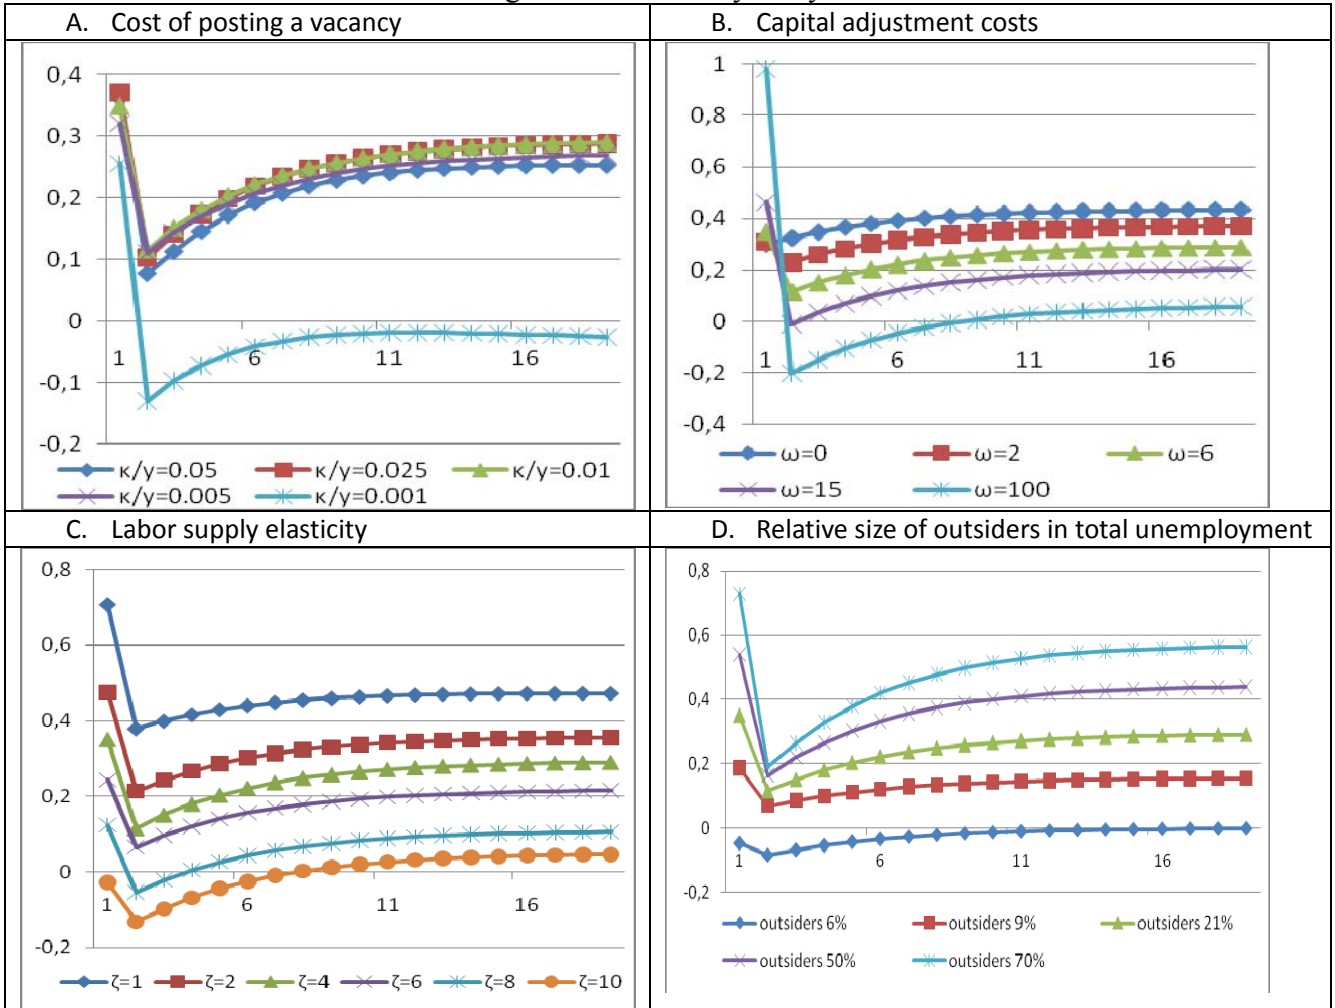 A. Cost of posting a vacancy
B. Capital adjustment costs
0,4
0,3
0,2
0,1
0
-0,1
-0,2
1 6 11 16
κ/y=0.05 κ/y=0.025 κ/y=0.01
κ/y=0.005 κ/y=0.001
1
0,8
0,6
0,4
0,2
0
-0,2
-0,4
1 6 11 16
ω=0 ω=2 ω=6
ω=15 ω=100
C. Labor supply elasticity
D. Relative size of outsiders in total unemployment
0,8
0,6
0,4
0,2
0
-0,2
1 6 11 16
ζ=1 ζ=2 ζ=4 ζ=6 ζ=8 ζ=10
0,8
0,6
0,4
0,2
0
-0,2
1 6 11 16
outsiders 6% outsiders 9% outsiders 21%
outsiders 50% outsiders 70%